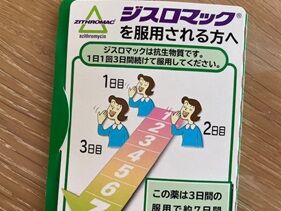 ZITHROMAC®
azithromycin
ジスロマック®
を服用される方へ
ジスロマックは抗生物質です。
1日1回3日間続けて服用してください。
1日目
2日目
3日目
1
2
3
4
5
6
7
この薬は3日間の
服用で約7日間